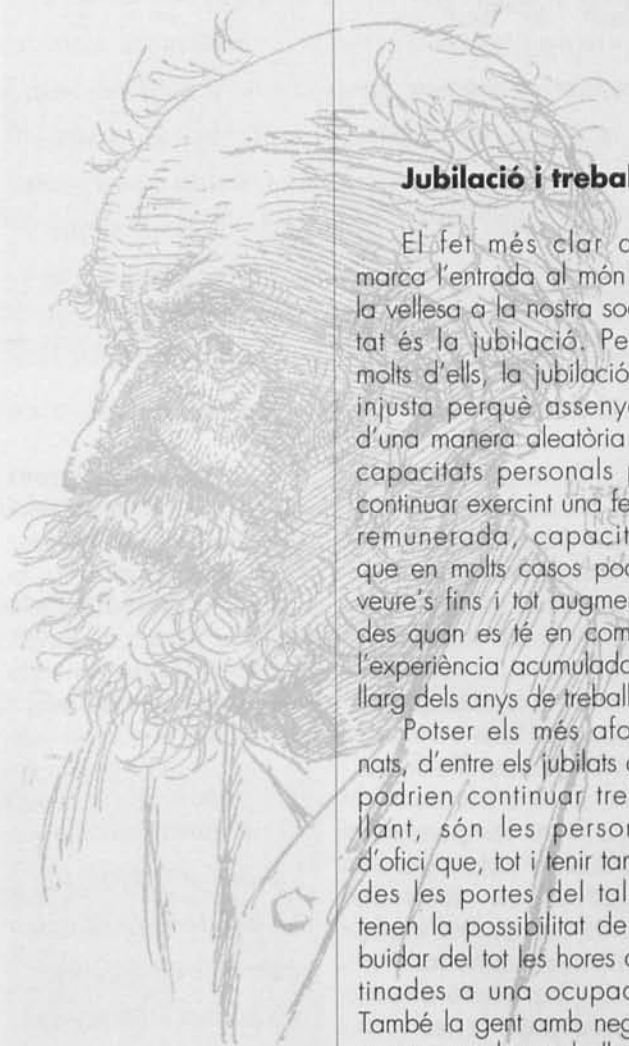 Jubilació i trebal
El fet més clar q
marca l'entrada al món
la vellesa a la nostra soc
tat és la jubilació. Pe
molts d'ells, la jubilació
injusta perquè asseny
d'una manera aleatòria
capacitats personals p
continuar exercint una fe
remunerada, capacit
que en molts casos pod
veure's fins i tot augme
des quan es té en com
l'experiència acumulada
llarg dels anys de treball
Potser els més afo
nats, d'entre els jubilats q
podrien continuar tre
llant, són les person
d'ofici que, tot i tenir tan
des les portes del tal
tenen la possibilitat de
buidar del tot les hores d
tinades a una ocupac
També la gent amb neg